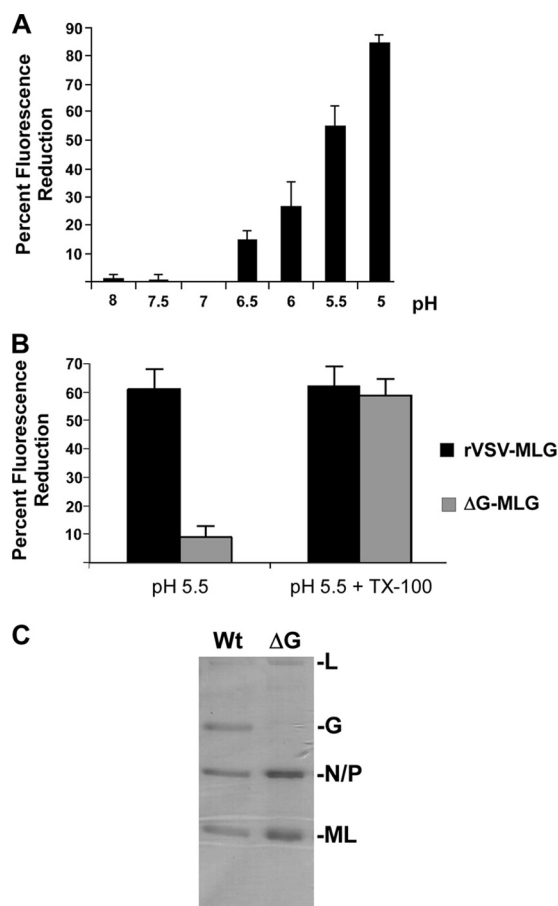 A
Percent Fluorescence
Reduction
90
80
70
60
50
40
30
20
10
8 7.5 7 6.5 6 5.5 5 pH
B
Percent Fluorescence
Reduction
70
60
50
40
30
20
10
pH 5.5 pH 5.5 + TX-100
rVSV-MLG
ΔG-MLG
C
Wt ΔG
-L
-G
-N/P
-ML